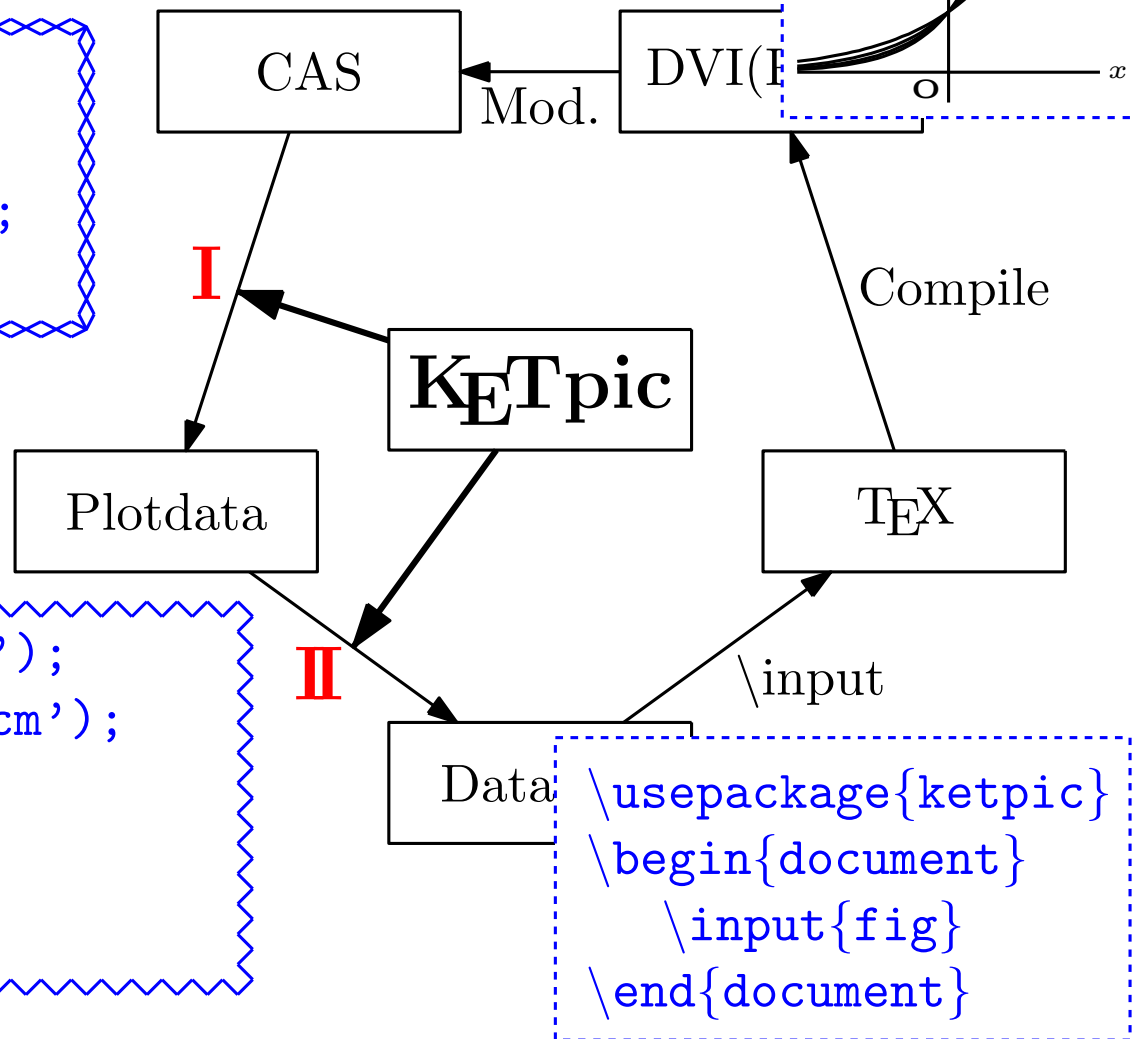 CAS
DVI(
Mod.
x
O
;
I
Compile
KETpic
Plotdata
TEX
');
II
cm');
\input
Data
\usepackage{ketpic}
\begin{document}
\input{fig}
\end{document}